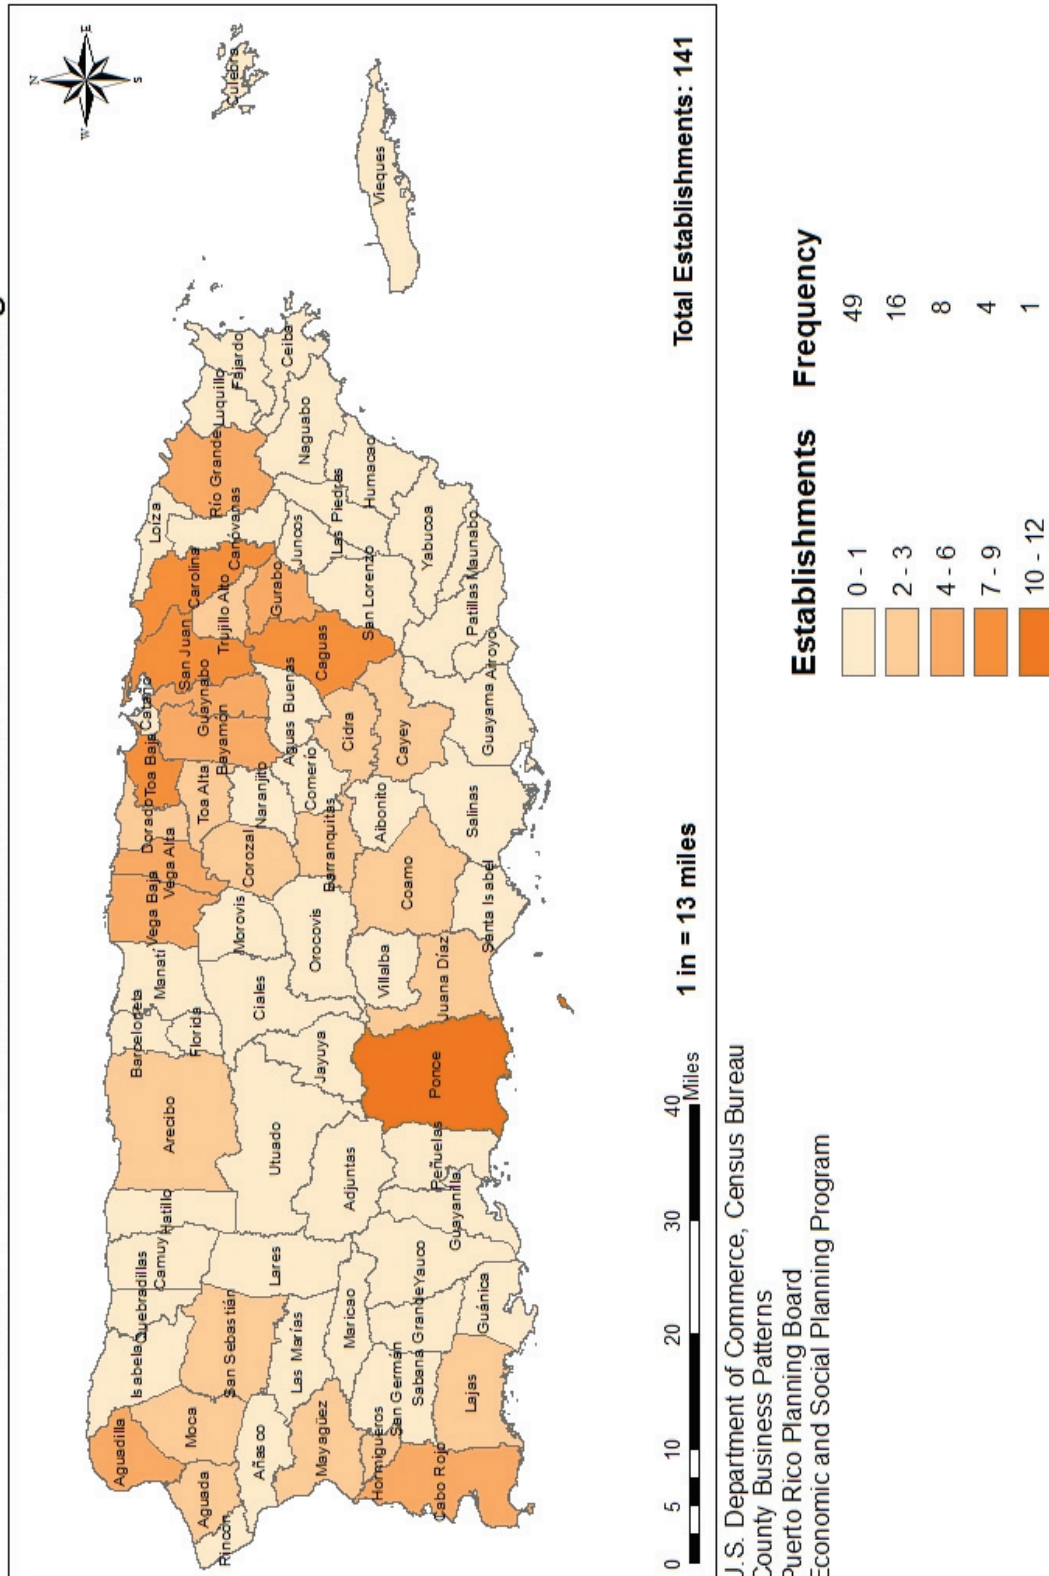 N
W
E
S
Culebra
Vieques
Aguadilla
Isabela
Quebradillas
Camuy
Hatillo
Arecibo
Barceloneta
Florida
Manatí
Vega Baja
Vega Alta
Dorado
Toa Baja
Cataño
Toa Alta
Bayamón
Guaynabo
San Juan
Trujillo Alto
Carolina
Canóvanas
Loíza
Río Grande
Luquillo
Fajardo
Ceiba
Rincón
Aguada
Moca
San Sebastián
Lares
Utuado
Ciales
Morovis
Corozal
Naranjito
Aguas Buenas
Caguas
Gurabo
Juncos
Las Piedras
Naguabo
Humacao
Añasco
Las Marías
Mayagüez
Maricao
Adjuntas
Jayuya
Orocovis
Barranquitas
Comerío
Cidra
Cayey
Aibonito
San Lorenzo
Yabucoa
Maunabo
Patillas
Arroyo
Guayama
Salinas
Coamo
Santa Isabel
Villalba
Juana Díaz
Ponce
Peñuelas
Guayanilla
Yauco
Guánica
Sabana Grande
San Germán
Hormigueros
Cabo Rojo
Lajas
0 5 10 20 30 40
Miles
1 in = 13 miles
Total Establishments: 141
U.S. Department of Commerce, Census Bureau
County Business Patterns
Puerto Rico Planning Board
Economic and Social Planning Program
Establishments Frequency
0 - 1 49
2 - 3 16
4 - 6 8
7 - 9 4
10 - 12 1